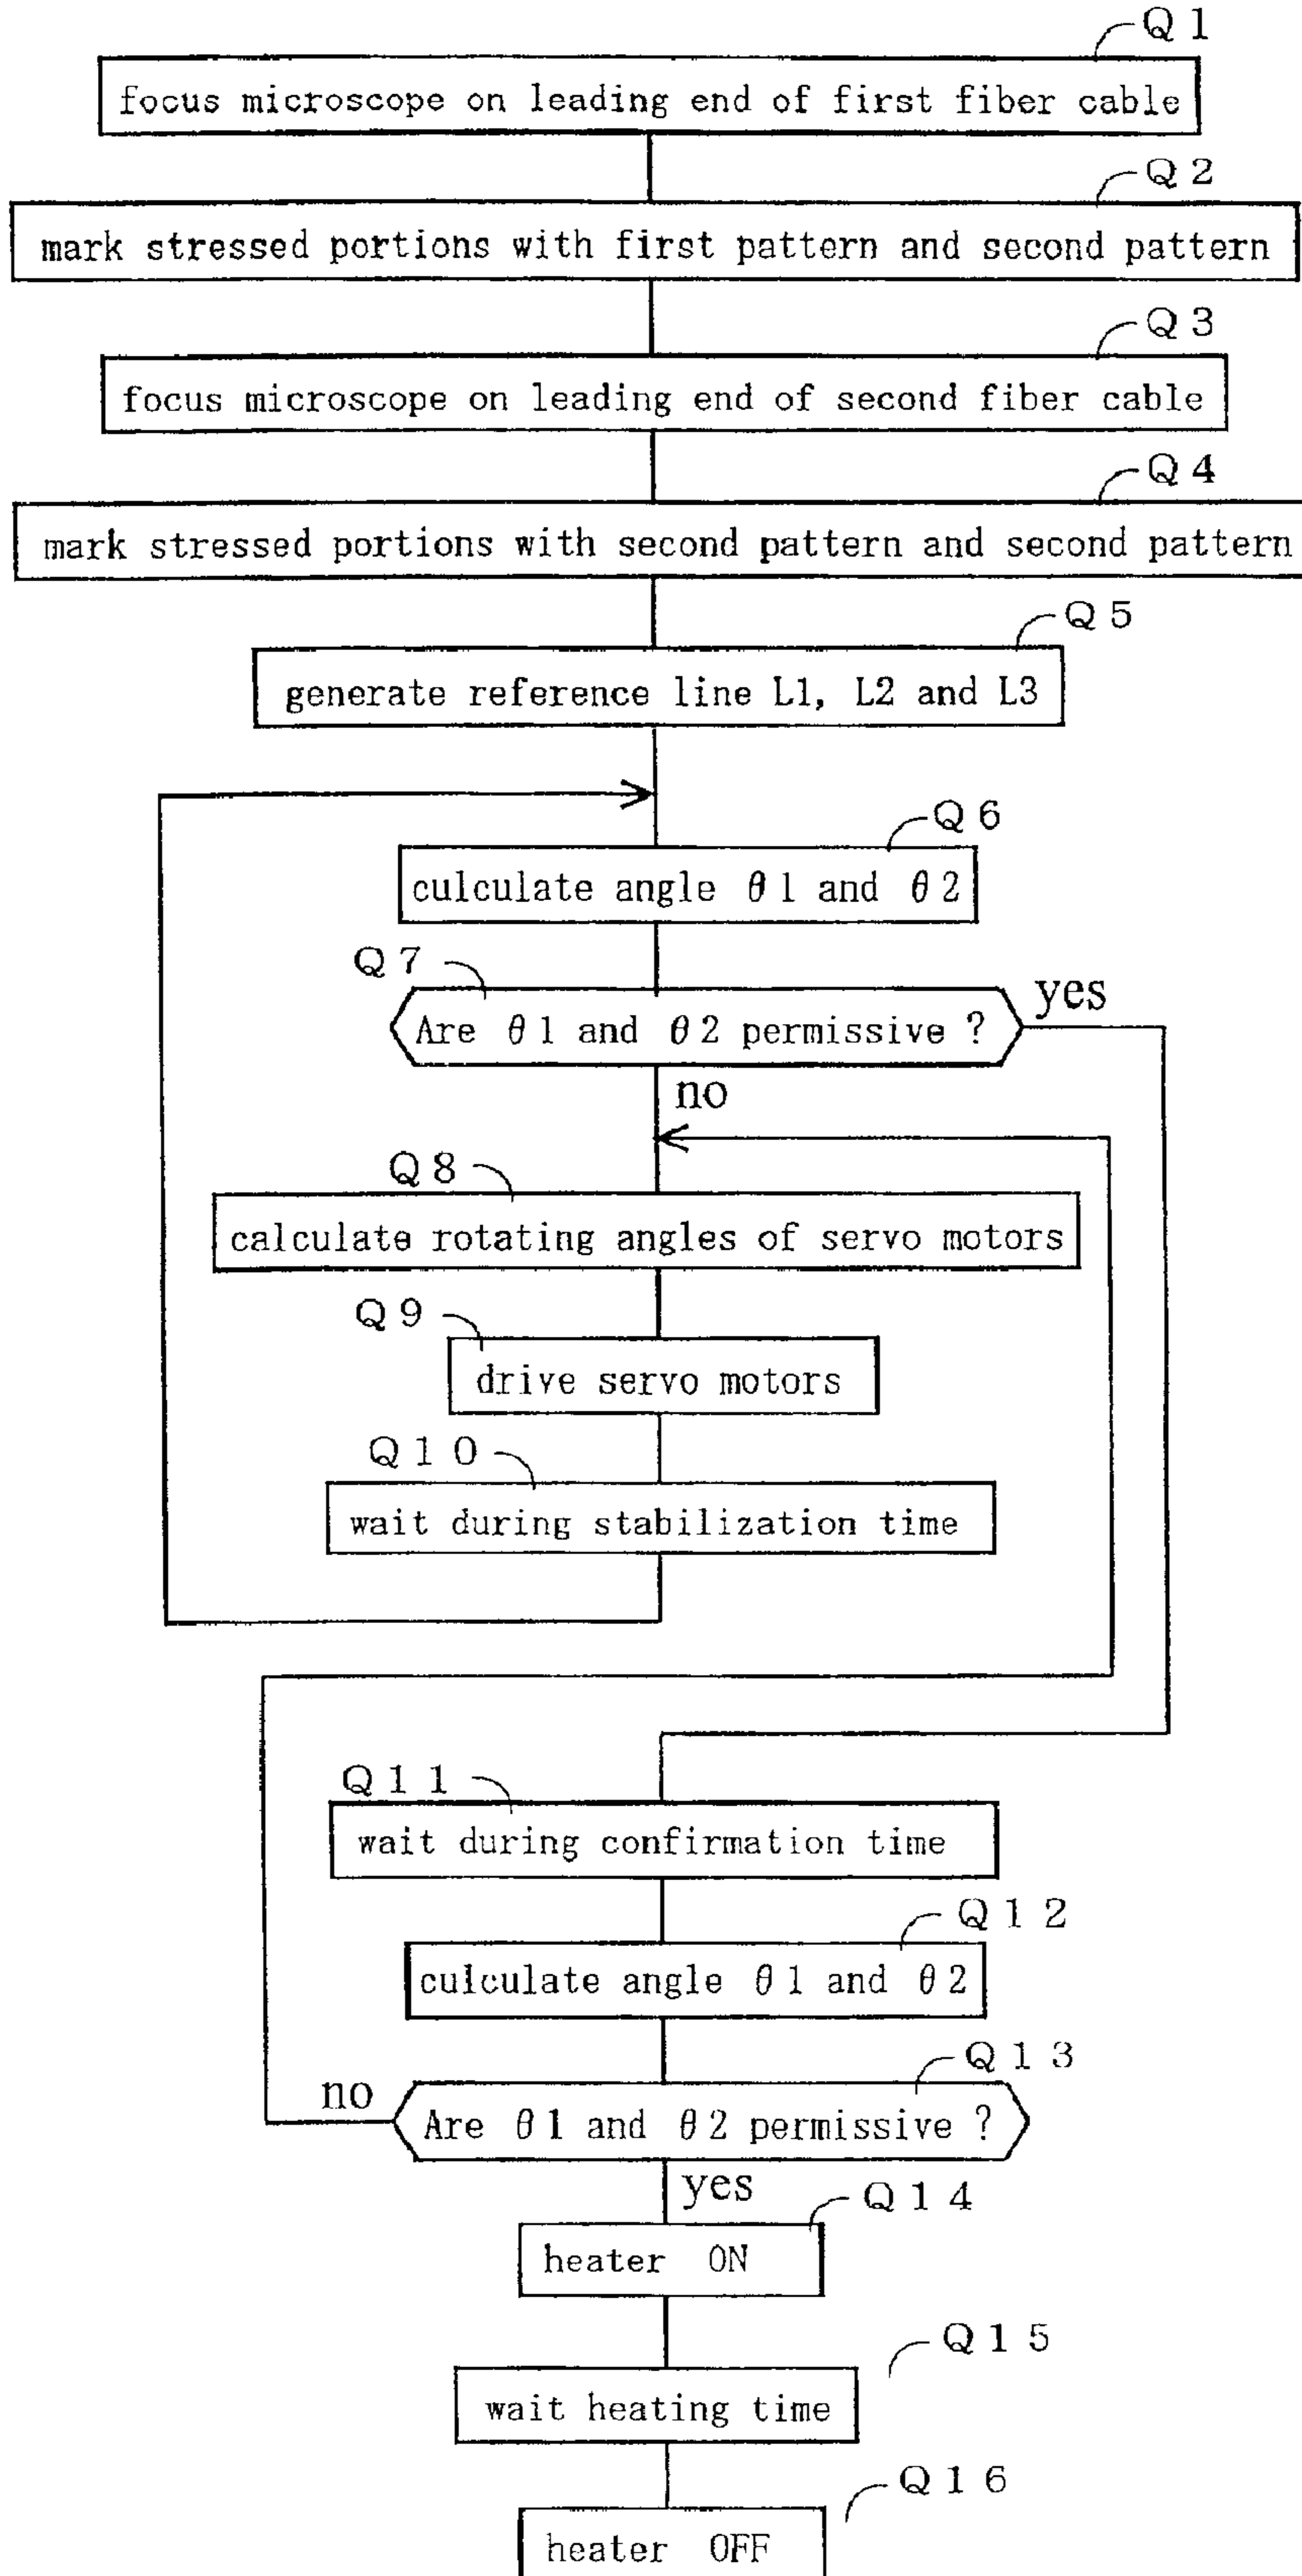 Q1
focus microscope on leading end of first fiber cable
Q2
mark stressed portions with first pattern and second pattern
Q3
focus microscope on leading end of second fiber cable
Q4
mark stressed portions with second pattern and second pattern
Q5
generate reference line L1, L2 and L3
Q6
culculate angle θ1 and θ2
Q7
yes
Are θ1 and θ2 permissive ?
no
Q8
calculate rotating angles of servo motors
Q9
drive servo motors
Q10
wait during stabilization time
Q11
wait during confirmation time
Q12
culculate angle θ1 and θ2
Q13
no
Are θ1 and θ2 permissive ?
yes
Q14
heater ON
Q15
wait heating time
Q16
heater OFF